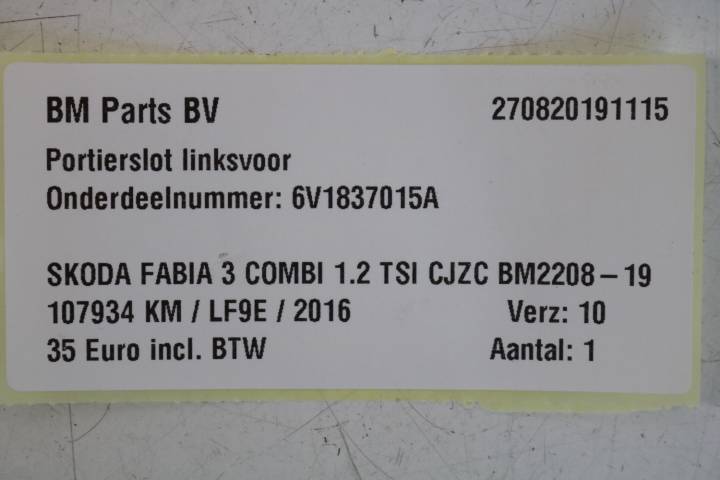 BM Parts BV 270820191115
Portierslot linksvoor
Onderdeelnummer: 6V1837015A
SKODA FABIA 3 COMBI 1.2 TSI CJZC BM2208-19
107934 KM / LF9E / 2016 Verz: 10
35 Euro incl. BTW Aantal: 1